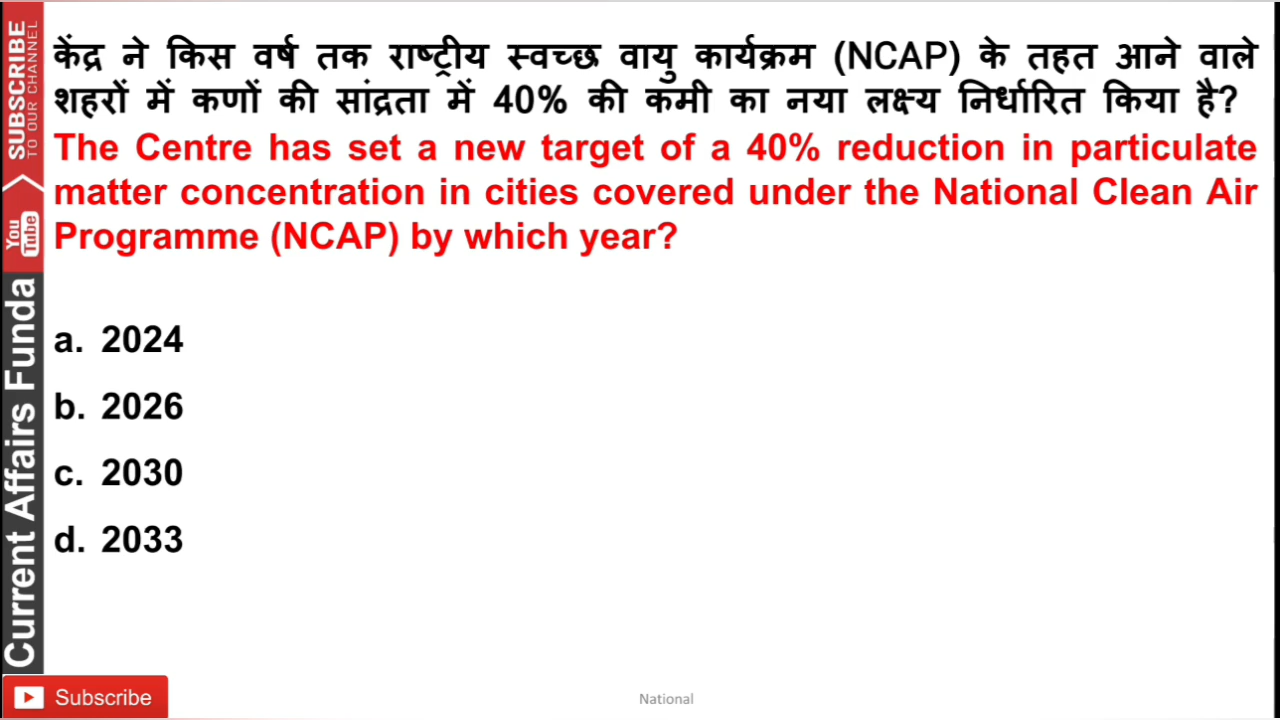 केंद्र ने किस वर्ष तक राष्ट्रीय स्वच्छ वायु कार्यक्रम (NCAP) के तहत आने वाले
शहरों में कणों की सांद्रता में 40% की कमी का नया लक्ष्य निर्धारित किया है?
The Centre has set a new target of a 40% reduction in particulate
matter concentration in cities covered under the National Clean Air
Programme (NCAP) by which year?
a. 2024
b. 2026
c. 2030
d. 2033
SUBSCRIBE
TO OUR CHANNEL
You
Tube
Current Affairs Funda
Subscribe
National